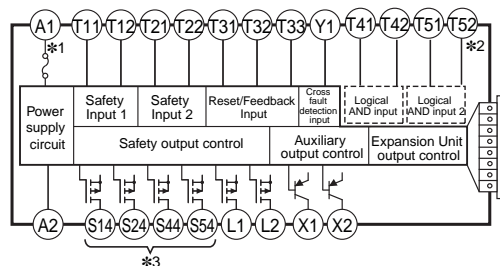 A1 T11 T12 T21 T22 T31 T32 T33 Y1 T41 T42 T51 T52
✻1 ✻2
Power
supply
circuit
Safety
Input 1
Safety
Input 2
Reset/Feedback
Input
Cross
fault
detection
input
Logical
AND input
Logical
AND input 2
Safety output control
Auxiliary
output control
Expansion Unit
output control
A2 S14 S24 S44 S54 L1 L2 X1 X2
✻3